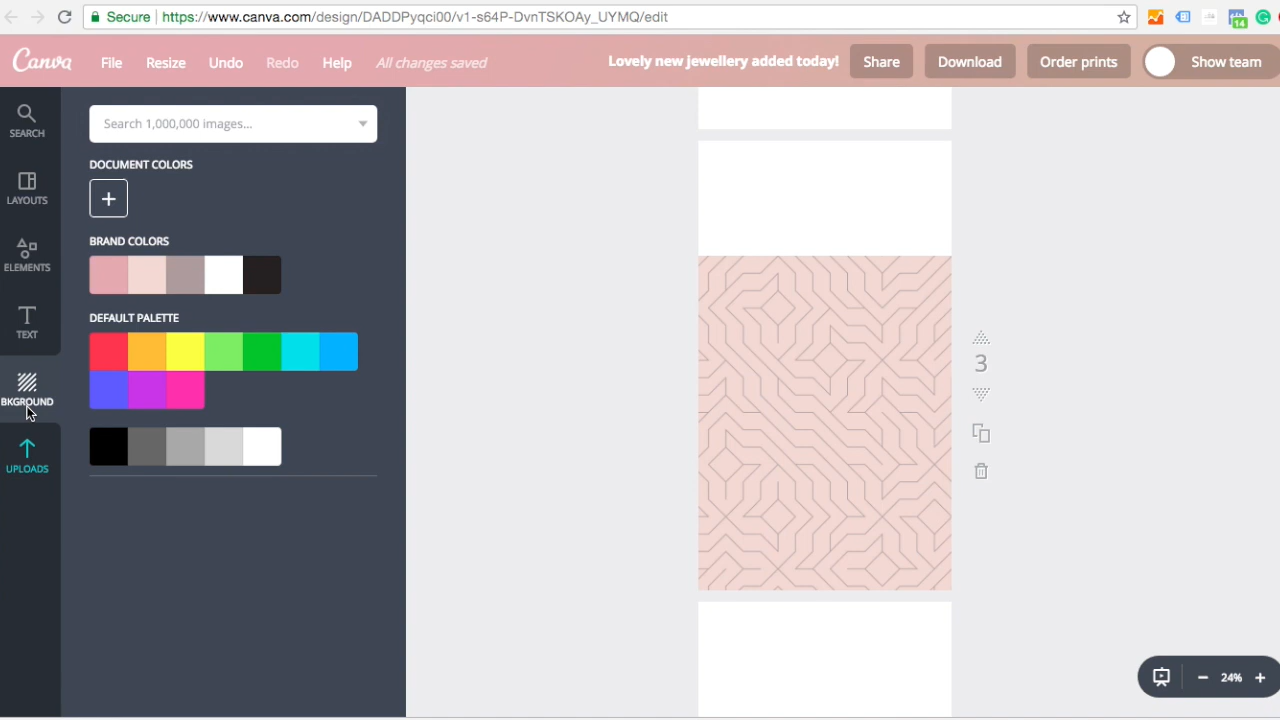 Secure https://www.canva.com/design/DADDPyqci00/v1-s64P-DvnTSKOAy_UYMQ/edit
14
Canva File Resize Undo Redo Help All changes saved Lovely new jewellery added today! Share Download Order prints Show team
SEARCH
LAYOUTS
ELEMENTS
TEXT
BKGROUND
UPLOADS
Search 1,000,000 images...
DOCUMENT COLORS
+
BRAND COLORS
DEFAULT PALETTE
3
− 24% +